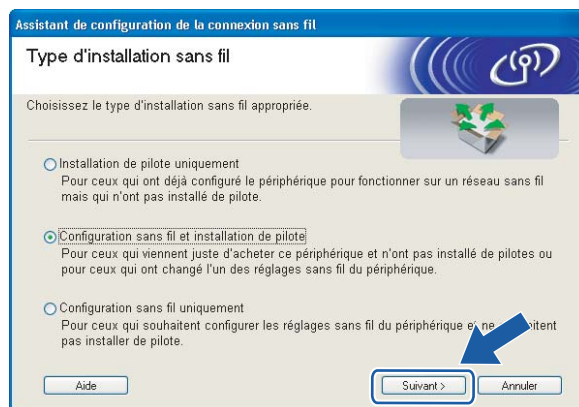 Assistant de configuration de la connexion sans fil
Type d'installation sans fil
Choisissez le type d'installation sans fil appropriée.
Installation de pilote uniquement
Pour ceux qui ont déjà configuré le périphérique pour fonctionner sur un réseau sans fil
mais qui n'ont pas installé de pilote.
Configuration sans fil et installation de pilote
Pour ceux qui viennent juste d'acheter ce périphérique et n'ont pas installé de pilotes ou
pour ceux qui ont changé l'un des réglages sans fil du périphérique.
Configuration sans fil uniquement
Pour ceux qui souhaitent configurer les réglages sans fil du périphérique et ne
pas installer de pilote.
Aide Suivant > Annuler